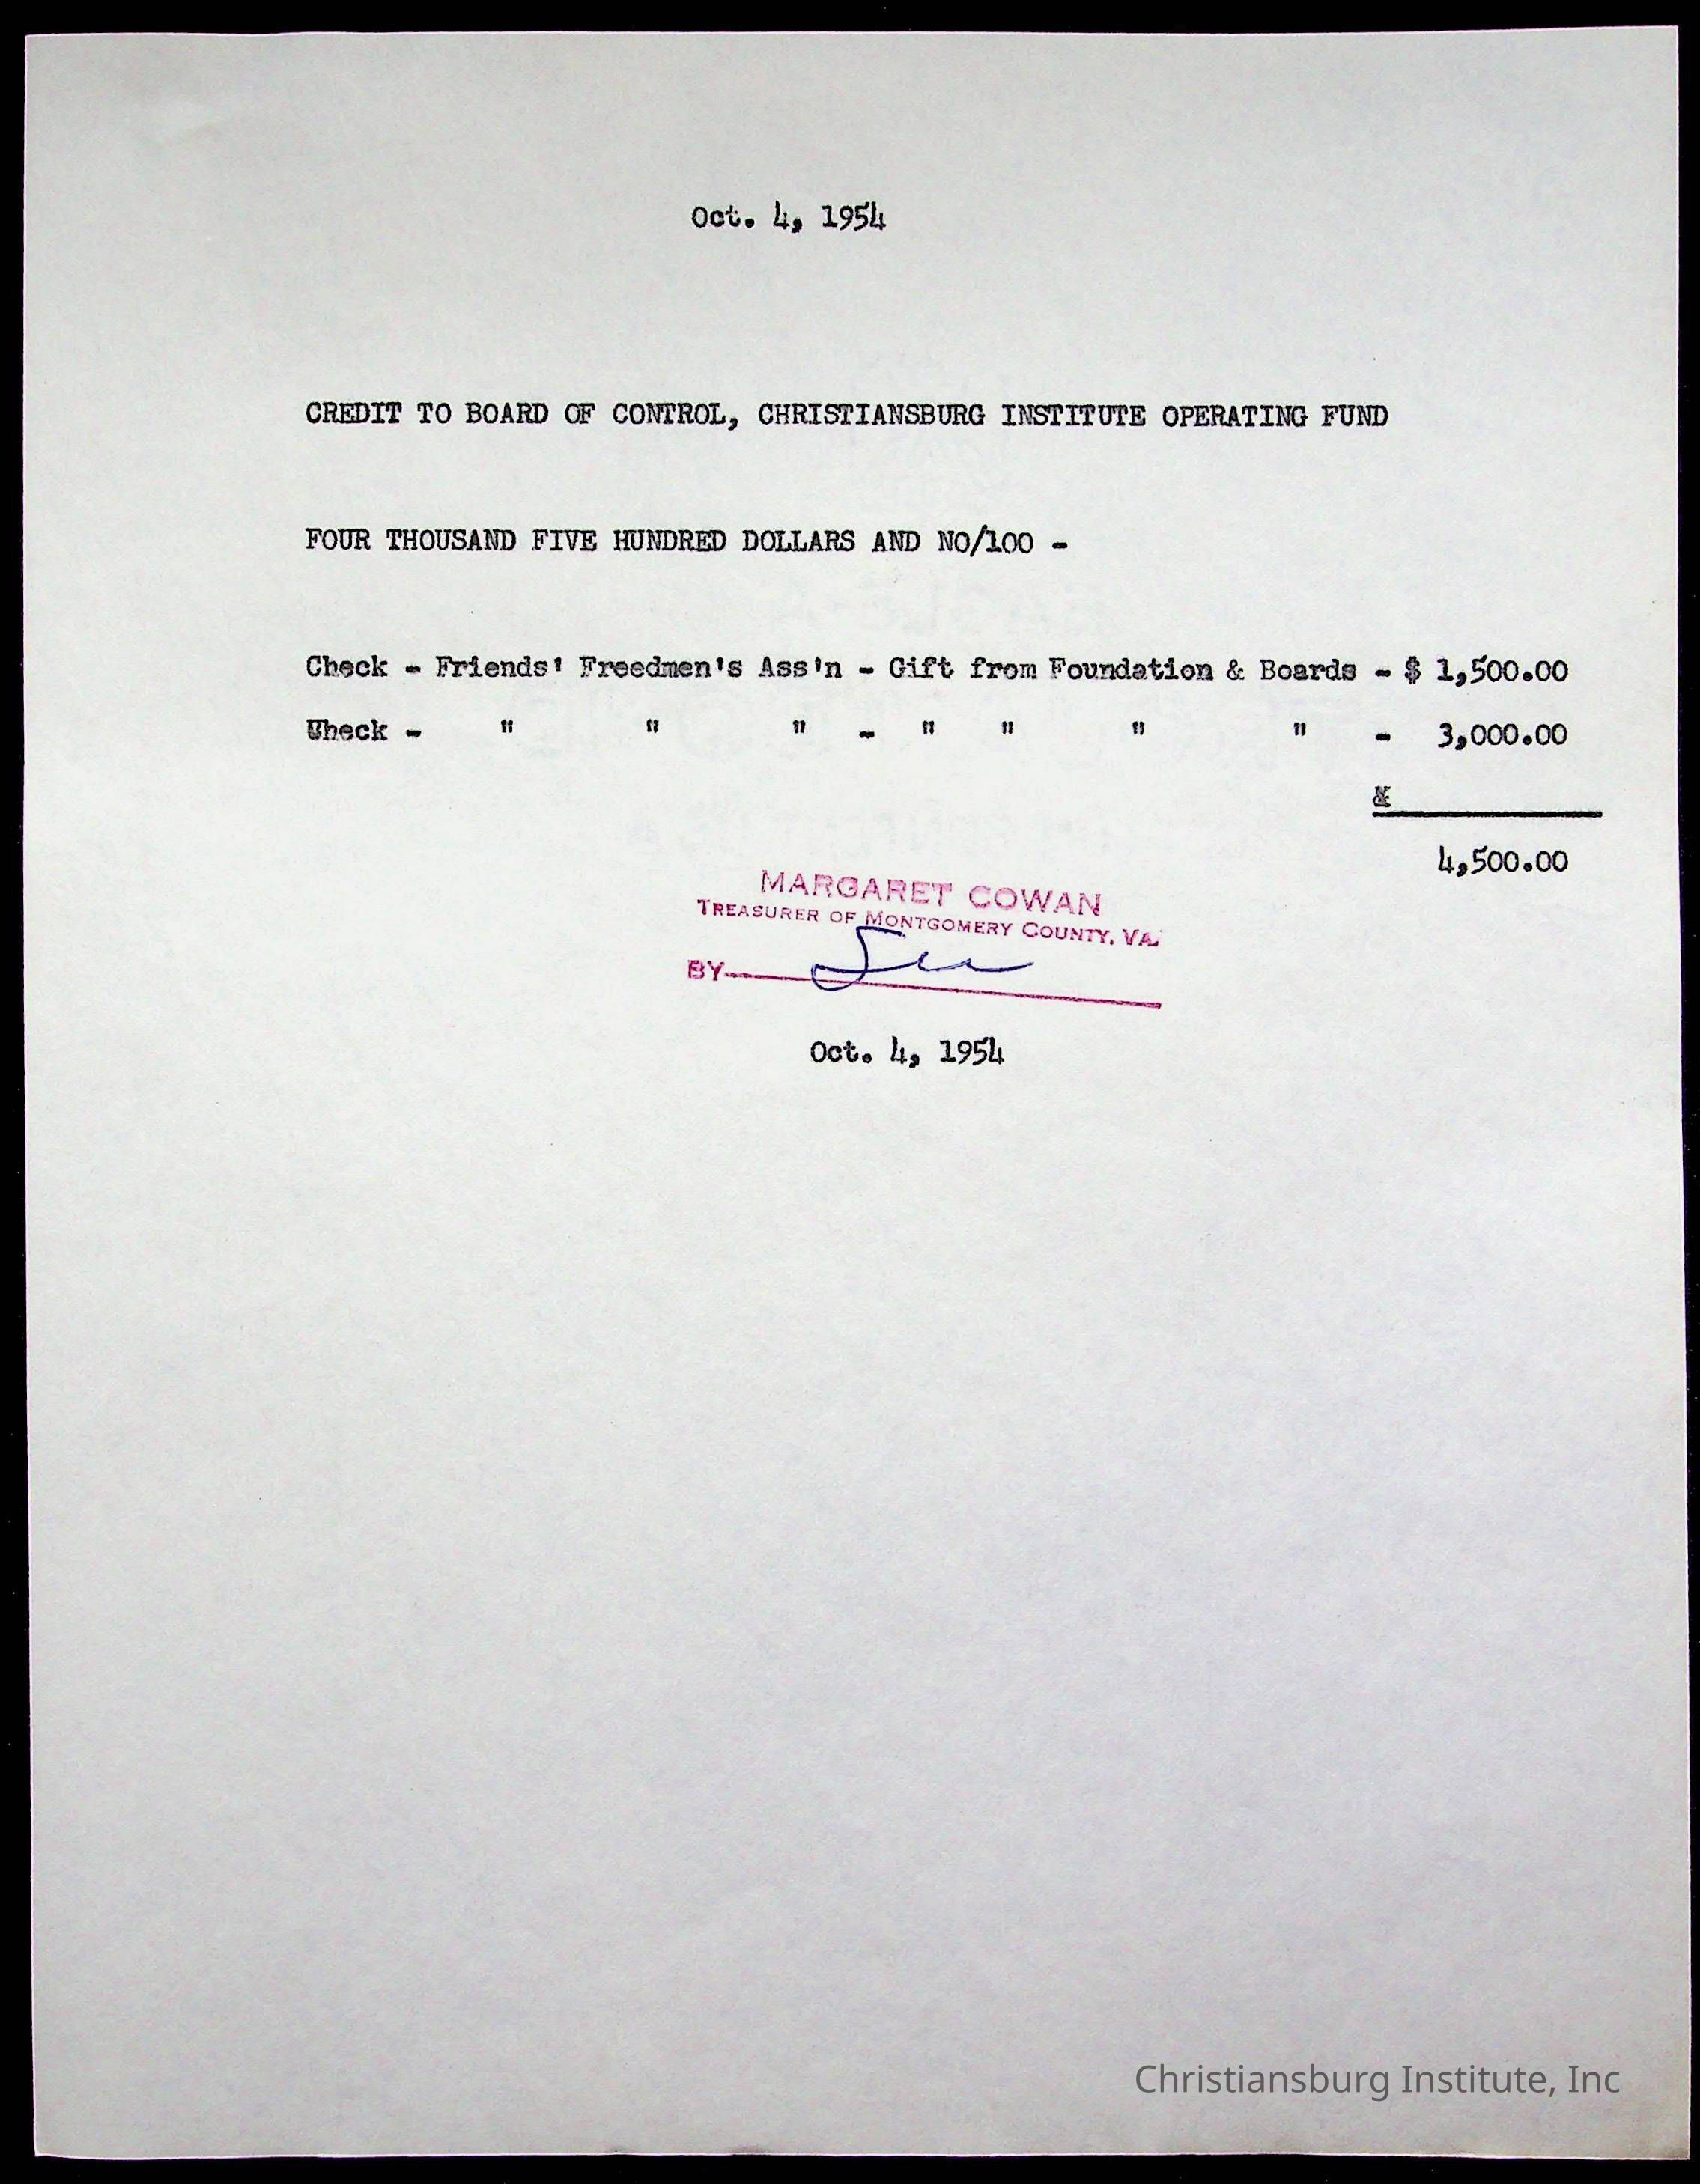 Oct. 4, 1954
CREDIT TO BOARD OF CONTROL, CHRISTIANSBURG INSTITUTE OPERATING FUND
FOUR THOUSAND FIVE HUNDRED DOLLARS AND NO/100 -
Check - Friends' Freedmen's Ass'n - Gift from Foundation & Boards - $ 1,500.00
Check - " " " - " " " " - 3,000.00
4,500.00
MARGARET COWAN
TREASURER OF MONTGOMERY COUNTY, VA.
BY
Oct. 4, 1954
Christiansburg Institute, Inc